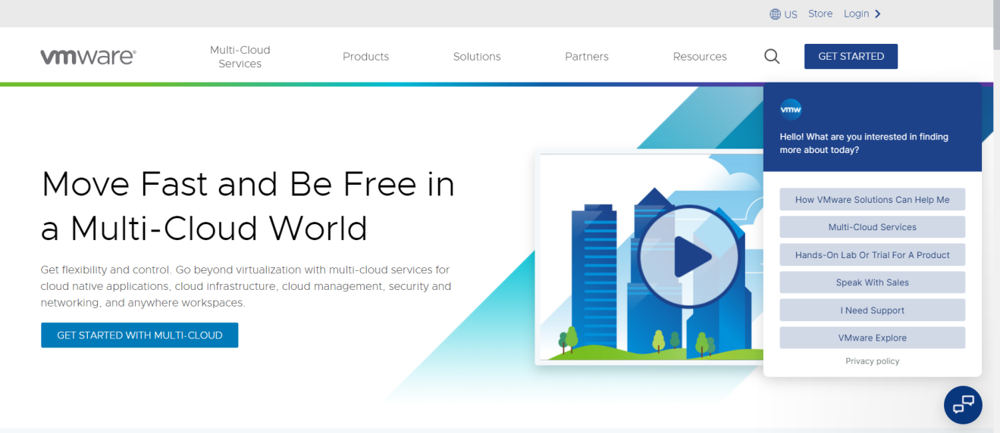 US Store Login
vmware®
Multi-Cloud
Services
Products
Solutions
Partners
Resources
GET STARTED
Move Fast and Be Free in
a Multi-Cloud World
Get flexibility and control. Go beyond virtualization with multi-cloud services for
cloud native applications, cloud infrastructure, cloud management, security and
networking, and anywhere workspaces.
GET STARTED WITH MULTI-CLOUD
vmw
Hello! What are you interested in finding
more about today?
How VMware Solutions Can Help Me
Multi-Cloud Services
Hands-On Lab Or Trial For A Product
Speak With Sales
I Need Support
VMware Explore
Privacy policy